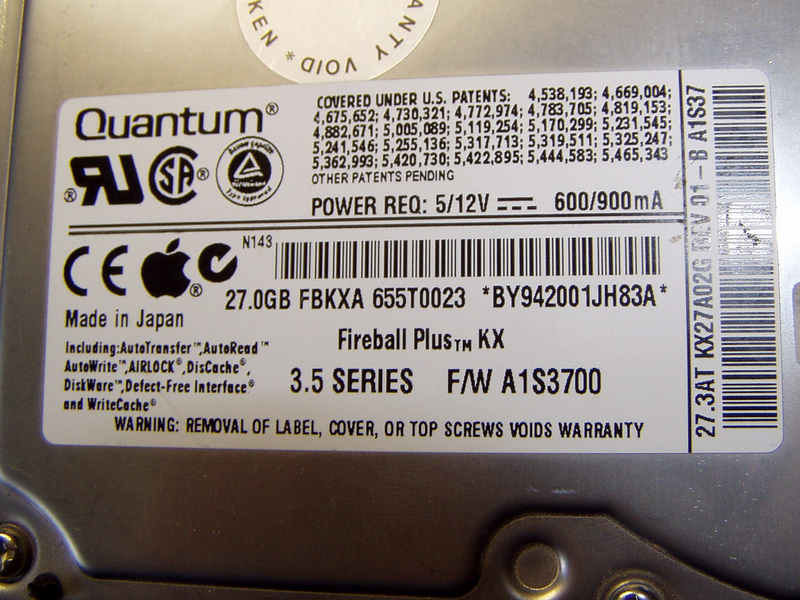 KEN * VOID * ANTY
Quantum®
COVERED UNDER U.S. PATENTS: 4,538,193; 4,669,004;
4,675,652; 4,730,321; 4,772,974; 4,783,705; 4,819,153;
4,882,671; 5,005,089; 5,119,254; 5,170,299; 5,231,545;
5,241,546; 5,255,136; 5,317,713; 5,319,511; 5,325,247;
5,362,993; 5,420,730; 5,422,895; 5,444,583; 5,465,343
OTHER PATENTS PENDING
POWER REQ: 5/12V 600/900mA
N143
27.0GB FBKXA 655T0023 *BY942001JH83A*
Made in Japan
Fireball Plus™ KX
Including:AutoTransfer™,AutoRead™
AutoWrite™,AIRLOCK®,DisCache®,
DiskWare™,Defect-Free Interface®
and WriteCache®
3.5 SERIES F/W A1S3700
WARNING: REMOVAL OF LABEL, COVER, OR TOP SCREWS VOIDS WARRANTY
27.3AT KX27A02G REV 01-B A1S37